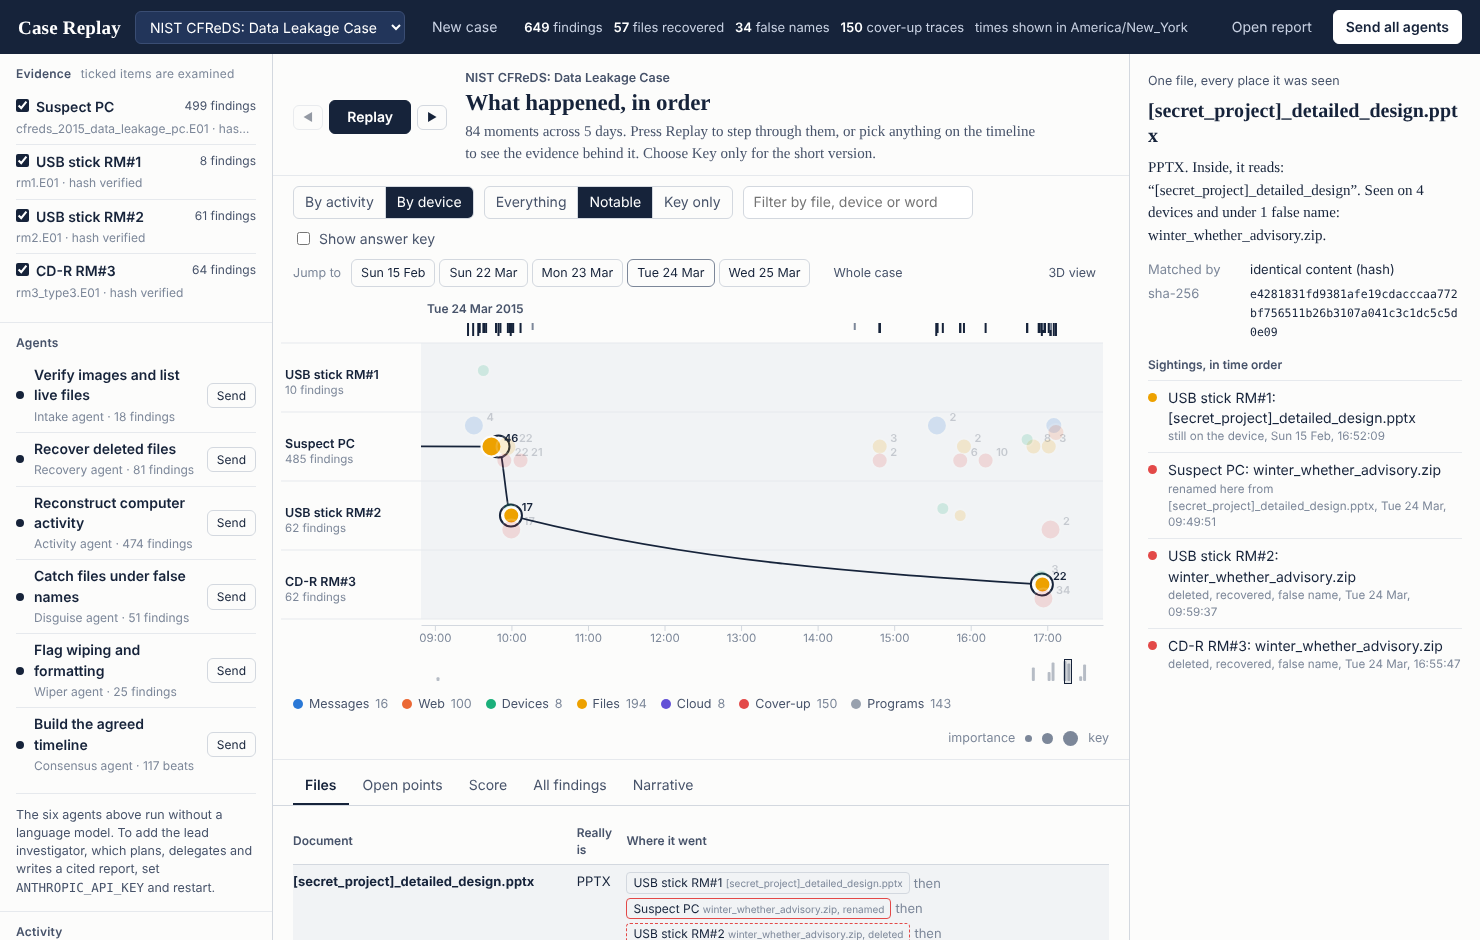 Case Replay
NIST CFReDS: Data Leakage Case
New case
649 findings 57 files recovered 34 false names 150 cover-up traces times shown in America/New_York
Open report
Send all agents
Evidence ticked items are examined
Suspect PC 499 findings
cfreds_2015_data_leakage_pc.E01 · has...
USB stick RM#1 8 findings
rm1.E01 · hash verified
USB stick RM#2 61 findings
rm2.E01 · hash verified
CD-R RM#3 64 findings
rm3_type3.E01 · hash verified
Agents
Verify images and list
live files
Intake agent · 18 findings
Send
Recover deleted files
Recovery agent · 81 findings
Send
Reconstruct computer
activity
Activity agent · 474 findings
Send
Catch files under false
names
Disguise agent · 51 findings
Send
Flag wiping and
formatting
Wiper agent · 25 findings
Send
Build the agreed
timeline
Consensus agent · 117 beats
Send
The six agents above run without a
language model. To add the lead
investigator, which plans, delegates and
writes a cited report, set
ANTHROPIC_API_KEY and restart.
Activity
Replay
NIST CFReDS: Data Leakage Case
What happened, in order
84 moments across 5 days. Press Replay to step through them, or pick anything on the timeline
to see the evidence behind it. Choose Key only for the short version.
By activity By device Everything Notable Key only Filter by file, device or word
Show answer key
Jump to Sun 15 Feb Sun 22 Mar Mon 23 Mar Tue 24 Mar Wed 25 Mar Whole case 3D view
Tue 24 Mar 2015
USB stick RM#1
10 findings
4 2
Suspect PC
485 findings
46 22 3 2 8 3
22 21 2 6 10
USB stick RM#2
62 findings
17
17 2
CD-R RM#3
62 findings
3
22
34
09:00 10:00 11:00 12:00 13:00 14:00 15:00 16:00 17:00
Messages 16 Web 100 Devices 8 Files 194 Cloud 8 Cover-up 150 Programs 143
importance key
Files Open points Score All findings Narrative
Document Really
is Where it went
[secret_project]_detailed_design.pptx PPTX USB stick RM#1 [secret_project]_detailed_design.pptx then
Suspect PC winter_whether_advisory.zip, renamed then
USB stick RM#2 winter_whether_advisory.zip, deleted then
One file, every place it was seen
[secret_project]_detailed_design.ppt
x
PPTX. Inside, it reads:
“[secret_project]_detailed_design”. Seen on 4
devices and under 1 false name:
winter_whether_advisory.zip.
Matched by identical content (hash)
sha-256 e4281831fd9381afe19cdacccaa772
bf756511b26b3107a041c3c1dc5c5d
0e09
Sightings, in time order
USB stick RM#1:
[secret_project]_detailed_design.pptx
still on the device, Sun 15 Feb, 16:52:09
Suspect PC: winter_whether_advisory.zip
renamed here from
[secret_project]_detailed_design.pptx, Tue 24 Mar,
09:49:51
USB stick RM#2:
winter_whether_advisory.zip
deleted, recovered, false name, Tue 24 Mar,
09:59:37
CD-R RM#3: winter_whether_advisory.zip
deleted, recovered, false name, Tue 24 Mar, 16:55:47